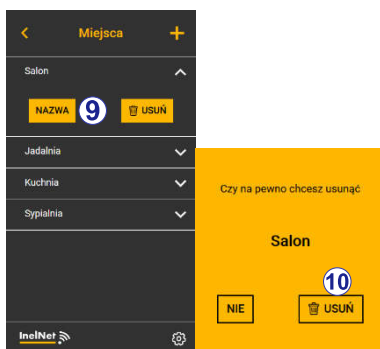 Miejsca
Salon
NAZWA 9 USUŃ
Jadalnia
Kuchnia
Sypialnia
InelNet
Czy na pewno chcesz usunąć
Salon
10
NIE USUŃ